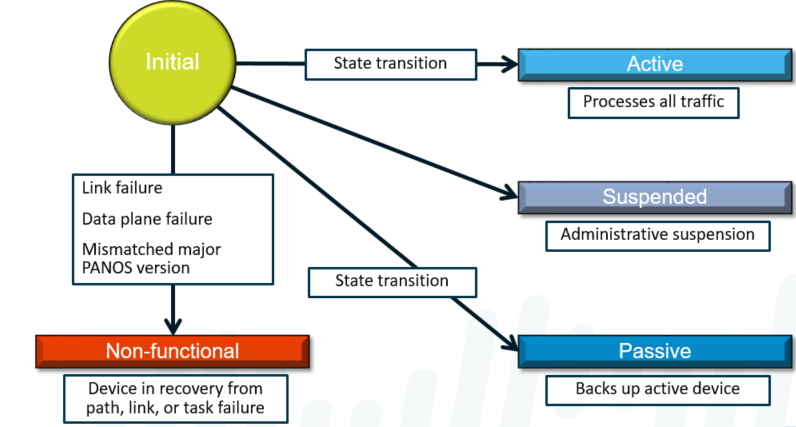 Initial
State transition
Active
Processes all traffic
Link failure
Data plane failure
Mismatched major
PANOS version
Suspended
Administrative suspension
State transition
Non-functional
Device in recovery from
path, link, or task failure
Passive
Backs up active device